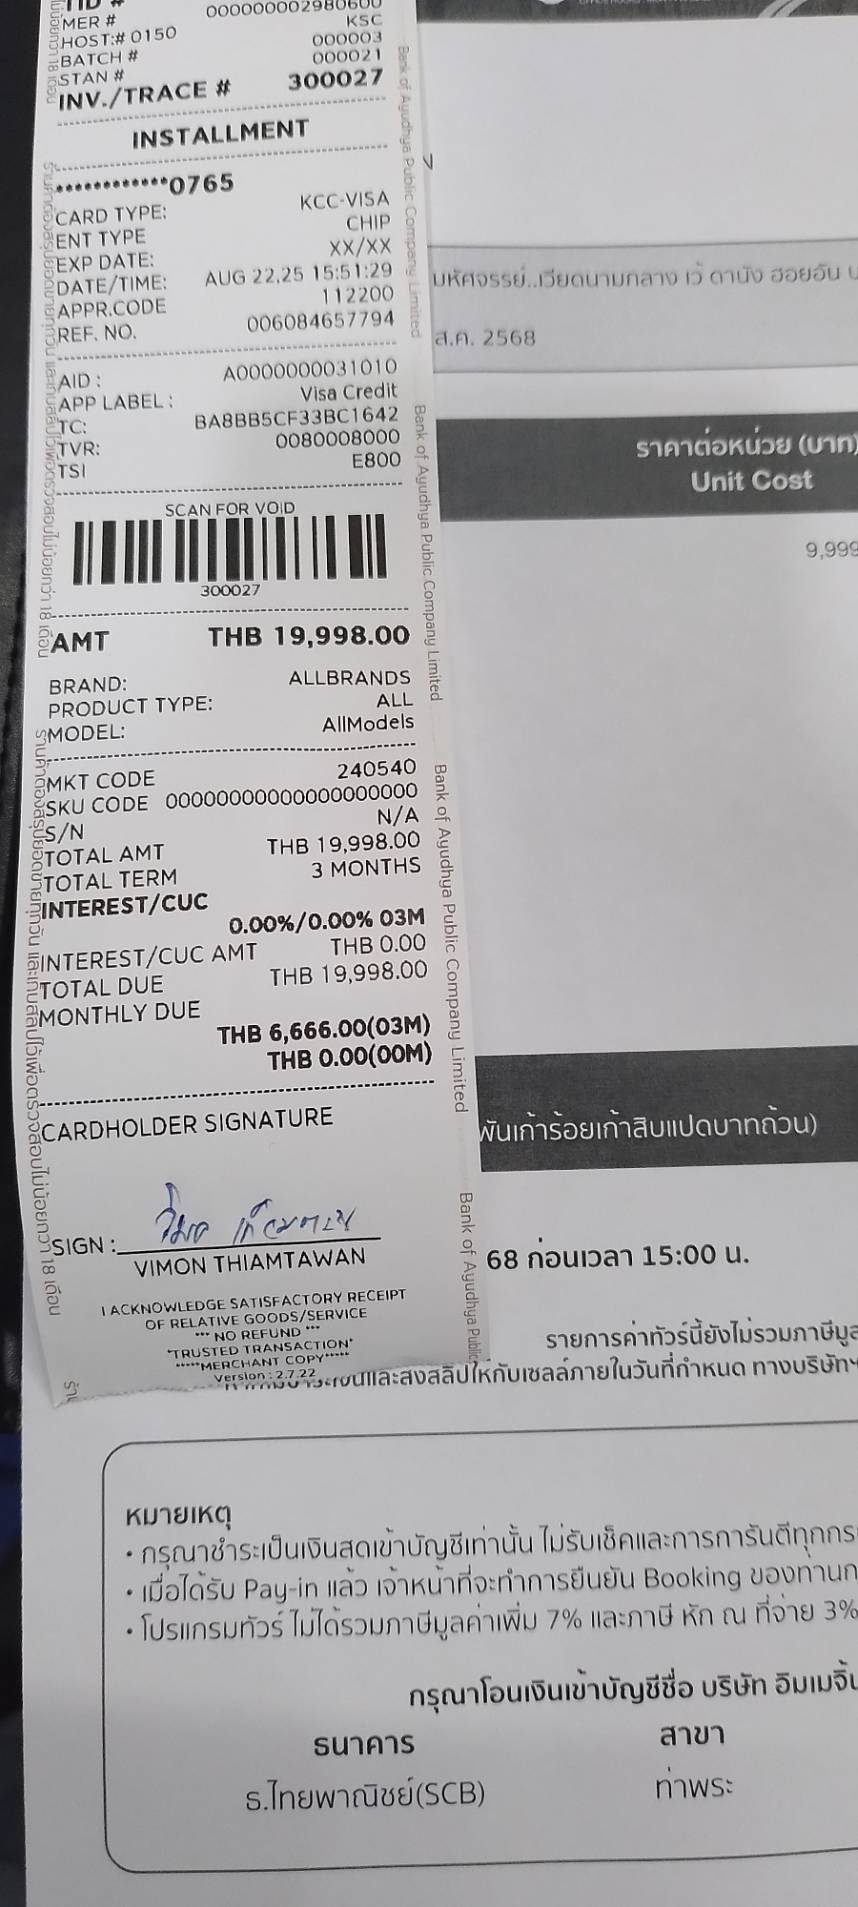 MER # 000000002980600
HOST:# 0150 KSC
BATCH # 000003
STAN # 000021
INV./TRACE # 300027
INSTALLMENT
************0765
CARD TYPE: KCC-VISA
ENT TYPE CHIP
EXP DATE: XX/XX
DATE/TIME: AUG 22,25 15:51:29
APPR.CODE 112200
REF. NO. 006084657794
AID : A0000000031010
APP LABEL : Visa Credit
TC: BA8BB5CF33BC1642
TVR: 0080008000
TSI E800
SCAN FOR VOID
300027
AMT THB 19,998.00
BRAND: ALLBRANDS
PRODUCT TYPE: ALL
MODEL: AllModels
MKT CODE 240540
SKU CODE 00000000000000000000
S/N N/A
TOTAL AMT THB 19,998.00
TOTAL TERM 3 MONTHS
INTEREST/CUC
0.00%/0.00% 03M
INTEREST/CUC AMT THB 0.00
TOTAL DUE THB 19,998.00
MONTHLY DUE
THB 6,666.00(03M)
THB 0.00(00M)
CARDHOLDER SIGNATURE
SIGN :
VIMON THIAMTAWAN
I ACKNOWLEDGE SATISFACTORY RECEIPT
OF RELATIVE GOODS/SERVICE
*** NO REFUND ***
*TRUSTED TRANSACTION*
*****MERCHANT COPY*****
Version : 2.7.22
Bank of Ayudhya Public Company Limited
Bank of Ayudhya Public Company Limited
Bank of Ayudhya Public Company Limited
Bank of Ayudhya Public
มหัศจรรย์..เวียดนามกลาง เว้ ดานัง ฮอยอัน
ส.ค. 2568
ราคาต่อหน่วย (บาท)
Unit Cost
9,999
พันเก้าร้อยเก้าสิบแปดบาทถ้วน)
68 ก่อนเวลา 15:00 น.
รายการค่าทัวร์นี้ยังไม่รวมภาษีมูล
และส่งสลิปให้กับเซลล์ภายในวันที่กำหนด ทางบริษัทฯ
หมายเหตุ
• กรุณาชำระเป็นเงินสดเข้าบัญชีเท่านั้น ไม่รับเช็คและการการันตีทุกกร
• เมื่อได้รับ Pay-in แล้ว เจ้าหน้าที่จะทำการยืนยัน Booking ของท่าน
• โปรแกรมทัวร์ ไม่ได้รวมภาษีมูลค่าเพิ่ม 7% และภาษี หัก ณ ที่จ่าย 3%
กรุณาโอนเงินเข้าบัญชีชื่อ บริษัท อิมเมจิ้น
ธนาคาร สาขา
ธ.ไทยพาณิชย์(SCB) ท่าพระ